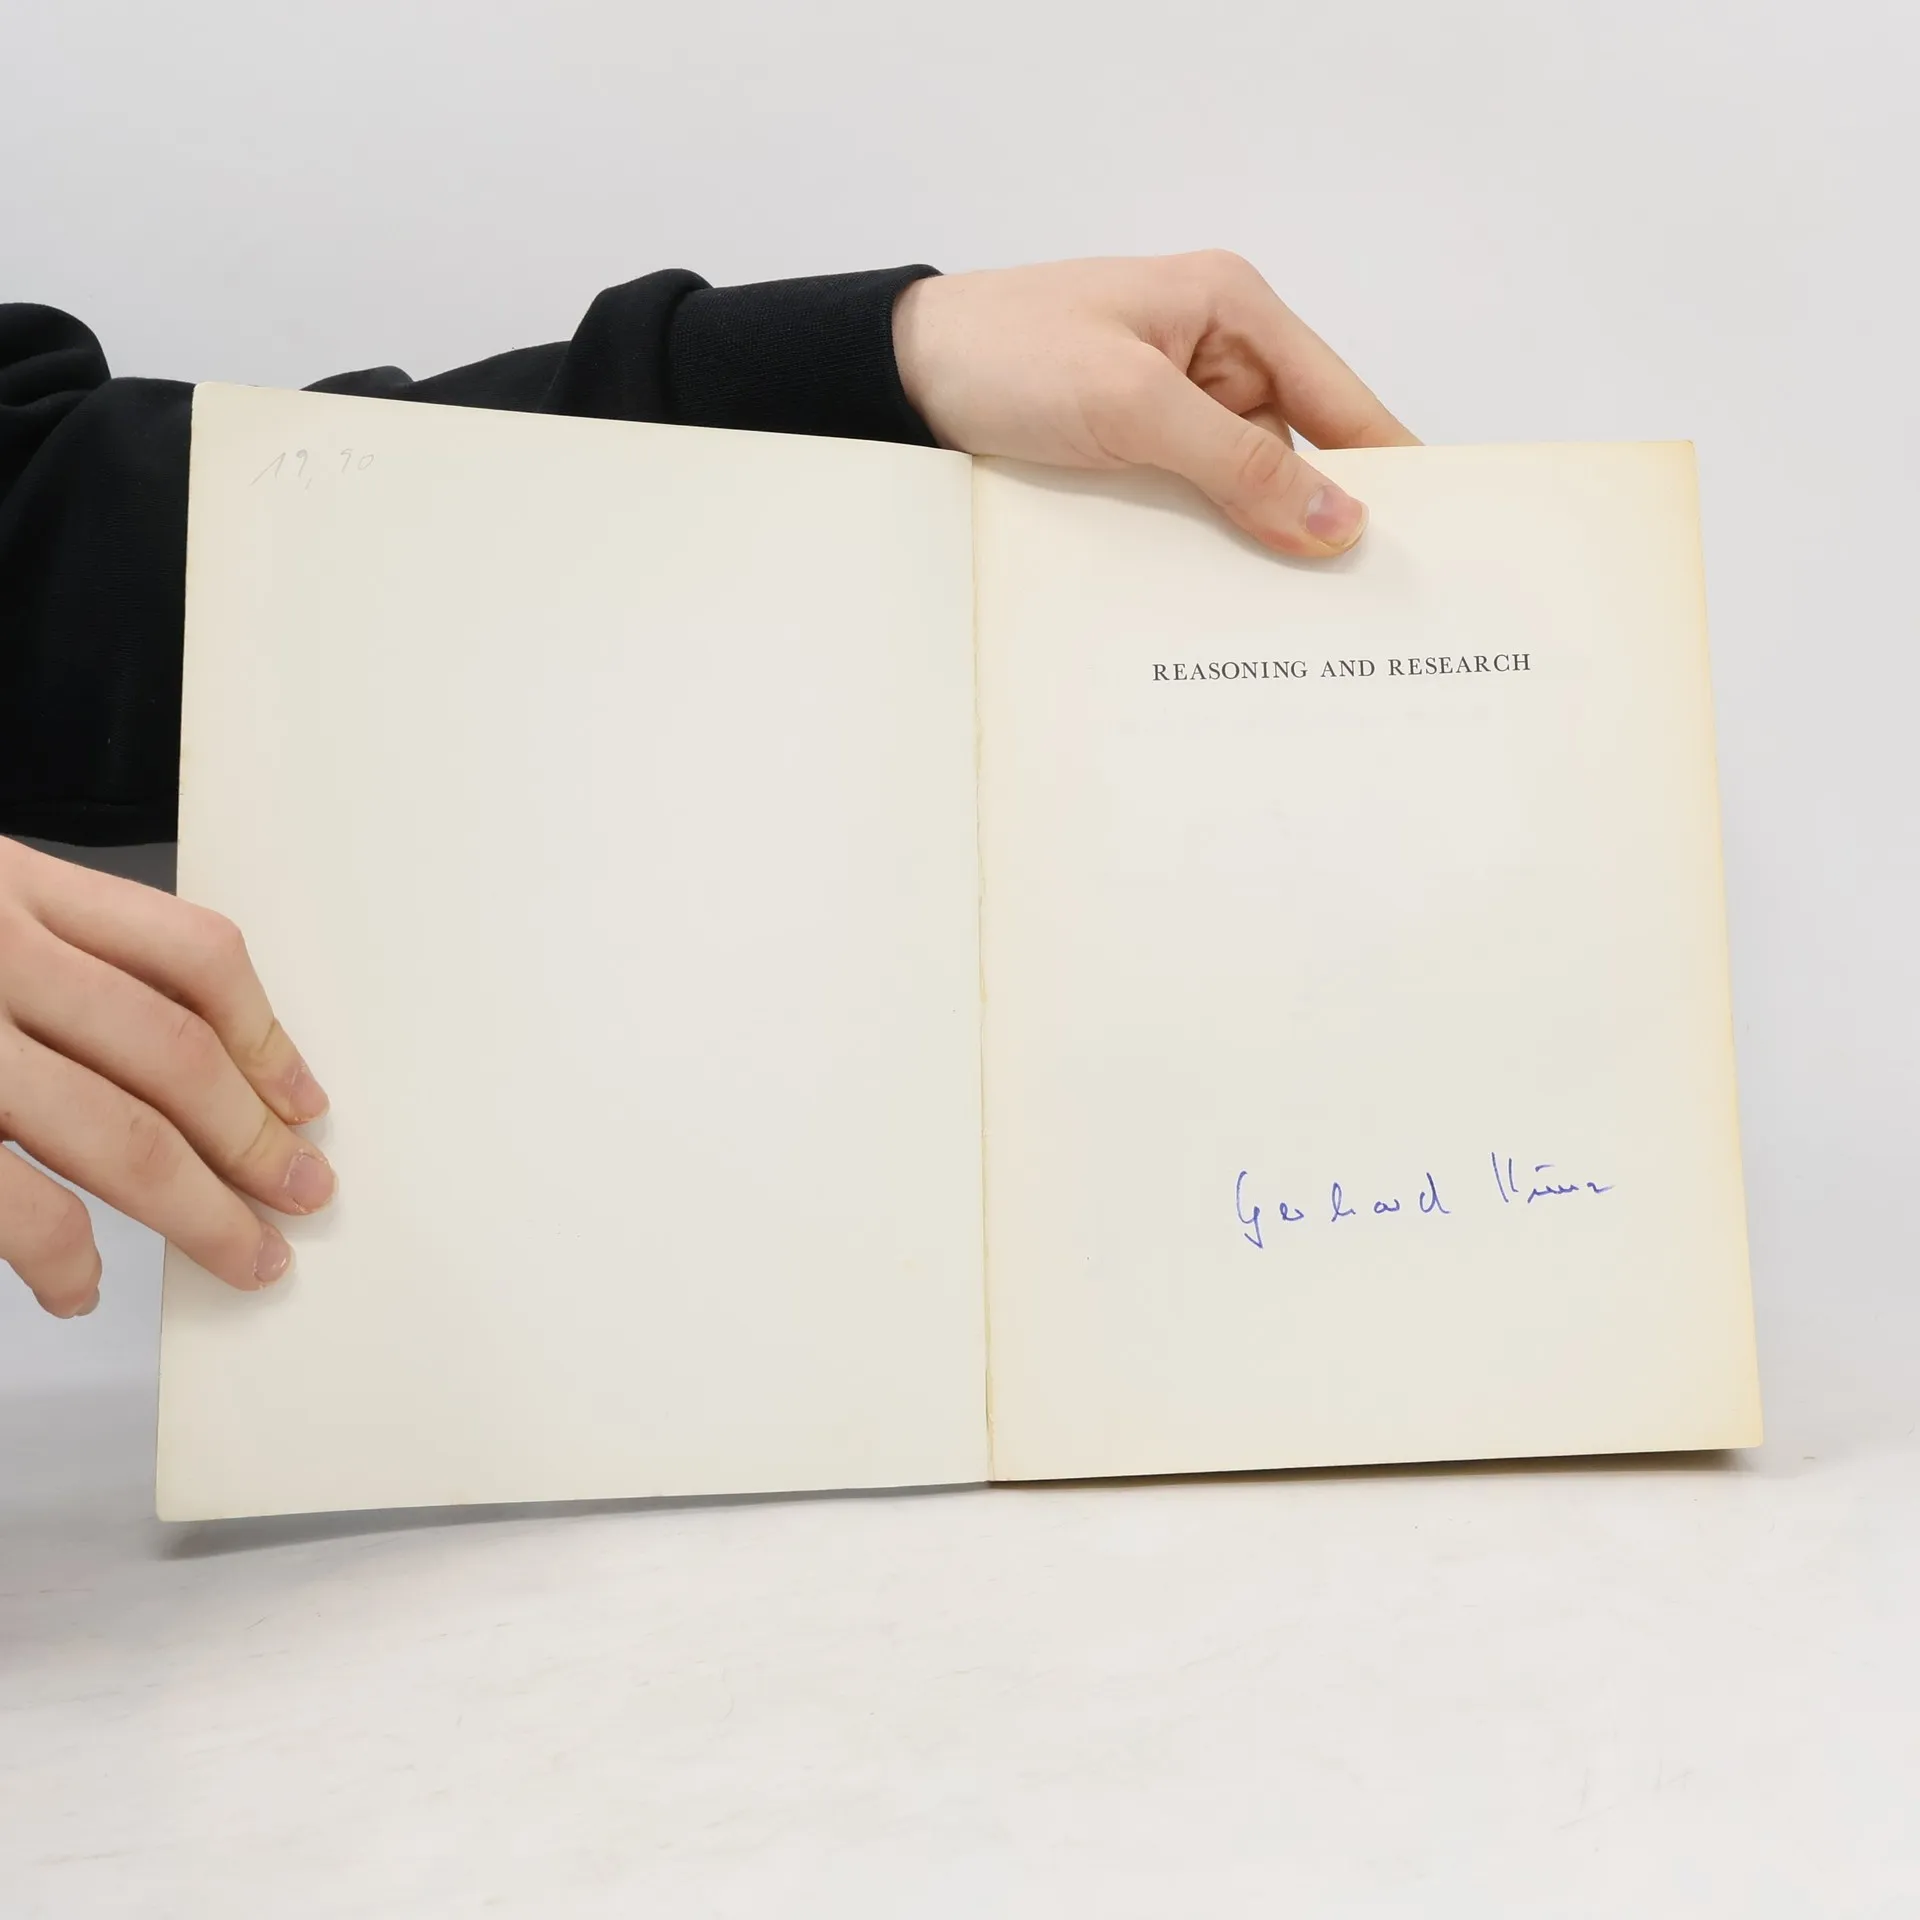 19,90
REASONING AND RESEARCH
Gerhard